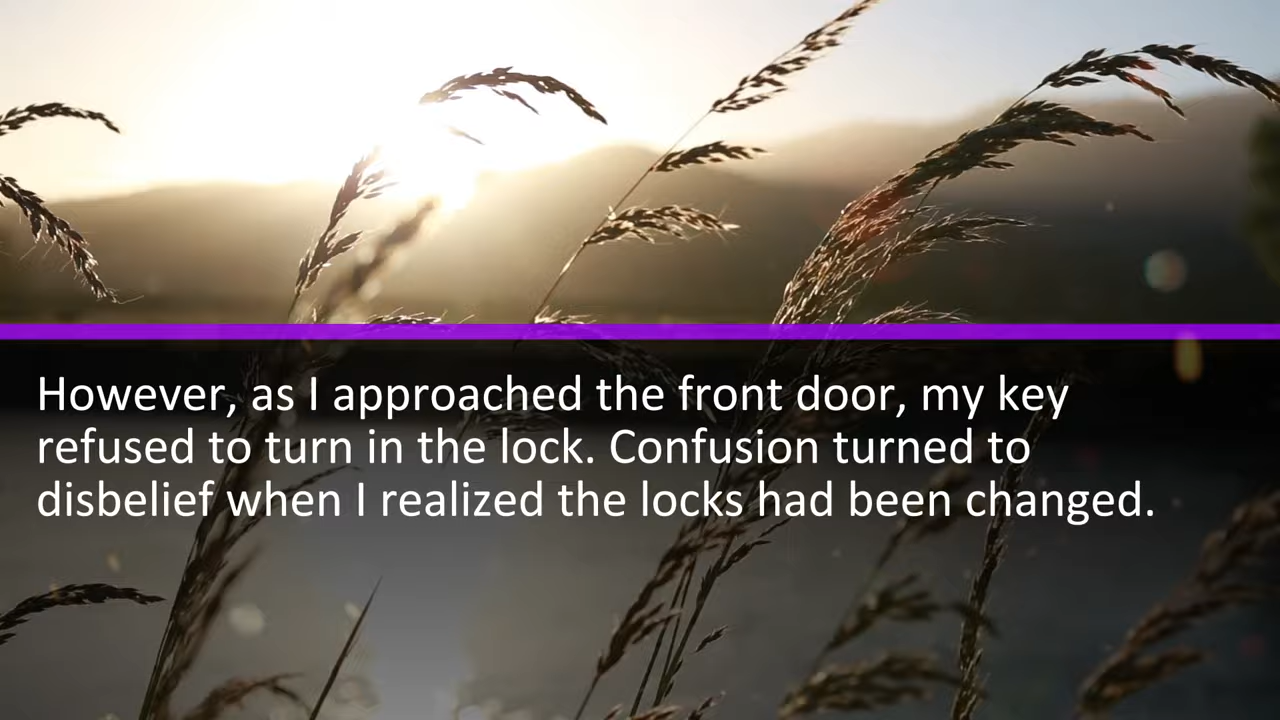 However, as I approached the front door, my key
refused to turn in the lock. Confusion turned to
disbelief when I realized the locks had been changed.